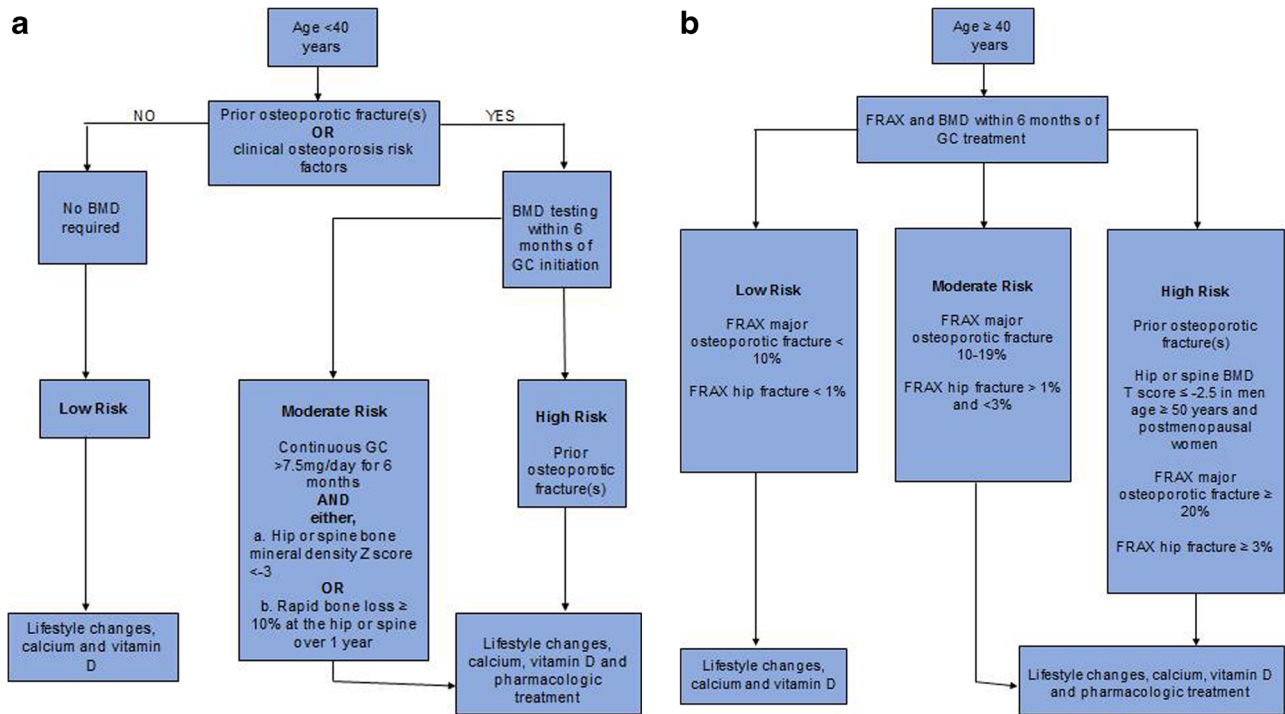 a
Age <40
years
NO
Prior osteoporotic fracture(s)
OR
clinical osteoporosis risk
factors
YES
No BMD
required
BMD testing
within 6
months of
GC initiation
Low Risk
Moderate Risk
Continuous GC
>7.5mg/day for 6
months
AND
either,
a. Hip or spine bone
mineral density Z score
<-3
OR
b. Rapid bone loss ≥
10% at the hip or spine
over 1 year
High Risk
Prior
osteoporotic
fracture(s)
Lifestyle changes,
calcium and vitamin
D
Lifestyle changes,
calcium, vitamin D and
pharmacologic
treatment
b
Age ≥ 40
years
FRAX and BMD within 6 months of
GC treatment
Low Risk
FRAX major
osteoporotic fracture <
10%
FRAX hip fracture < 1%
Moderate Risk
FRAX major
osteoporotic fracture
10-19%
FRAX hip fracture > 1%
and <3%
High Risk
Prior osteoporotic
fracture(s)
Hip or spine BMD
T score ≤ -2.5 in men
age ≥ 50 years and
postmenopausal
women
FRAX major
osteoporotic fracture ≥
20%
FRAX hip fracture ≥ 3%
Lifestyle changes,
calcium and vitamin D
Lifestyle changes, calcium, vitamin D
and pharmacologic treatment